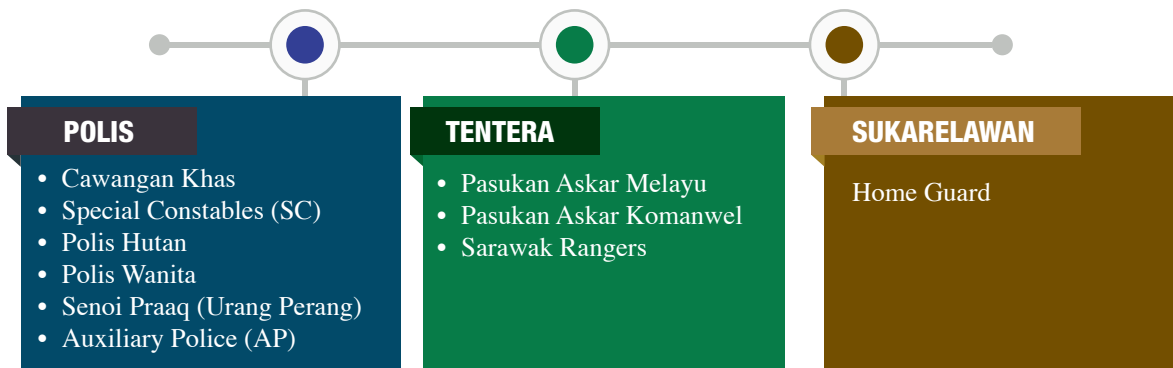 POLIS
• Cawangan Khas
• Special Constables (SC)
• Polis Hutan
• Polis Wanita
• Senoi Praaq (Urang Perang)
• Auxiliary Police (AP)
TENTERA
• Pasukan Askar Melayu
• Pasukan Askar Komanwel
• Sarawak Rangers
SUKARELAWAN
Home Guard